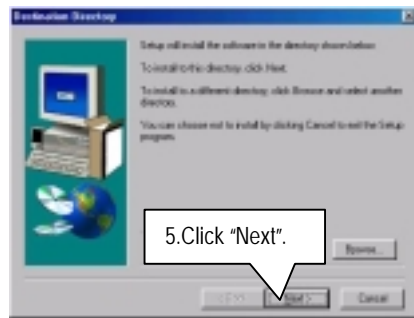 Destination Directory
Setup will install the software in the directory shown below.
To install to this directory, click Next.
To install to a different directory, click Browse and select another
directory.
You can choose not to install by clicking Cancel to exit the Setup
program.
5.Click “Next”.
Browse...
< Back
Next >
Cancel